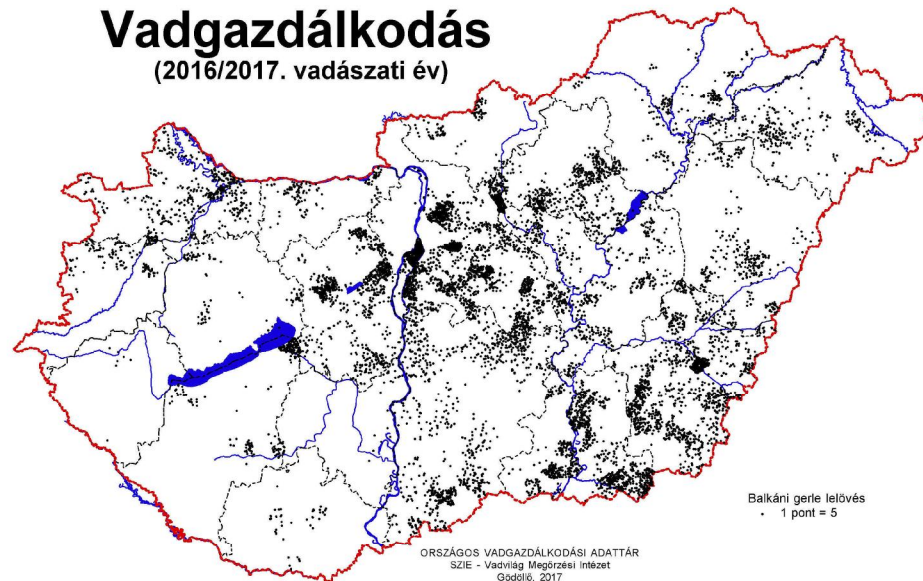 Vadgazdálkodás
(2016/2017. vadászati év)
Balkáni gerle lelövés
1 pont = 5
ORSZÁGOS VADGAZDÁLKODÁSI ADATTÁR
SZIE - Vadvilág Megőrzési Intézet
Gödöllő, 2017